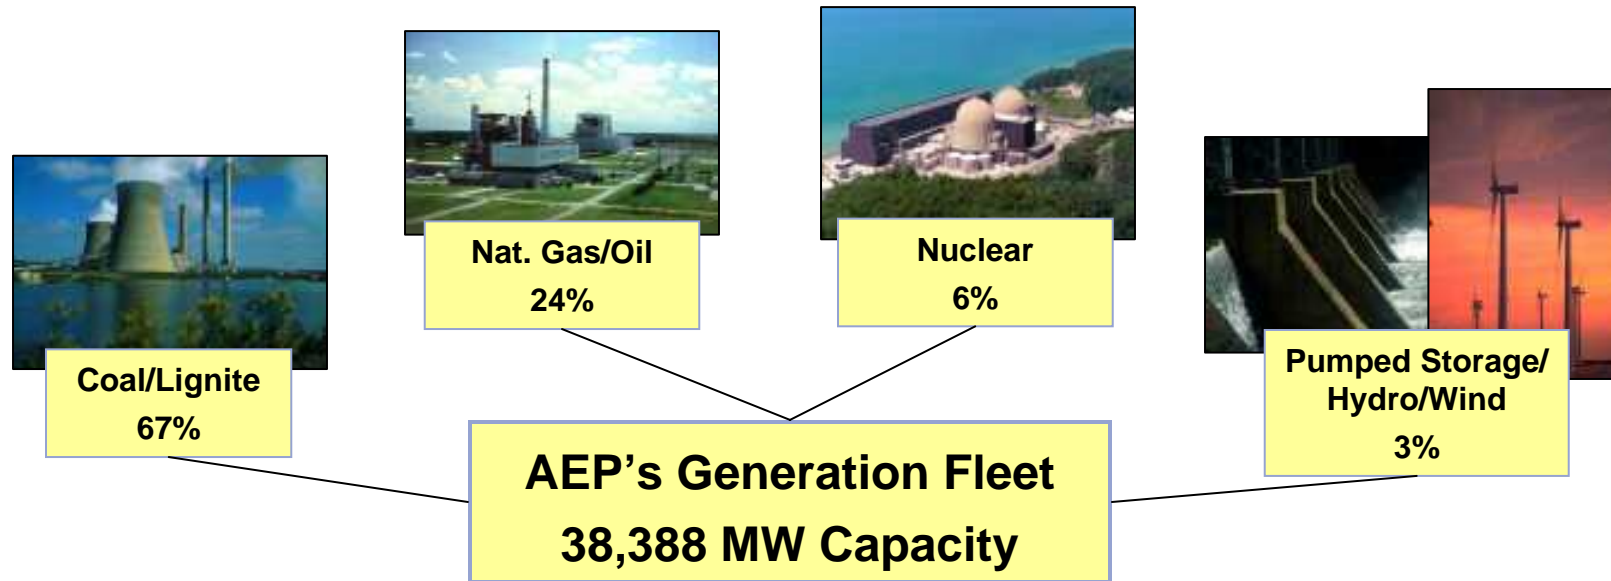 Coal/Lignite
67%
Nat. Gas/Oil
24%
Nuclear
6%
Pumped Storage/
Hydro/Wind
3%
AEP's Generation Fleet
38,388 MW Capacity